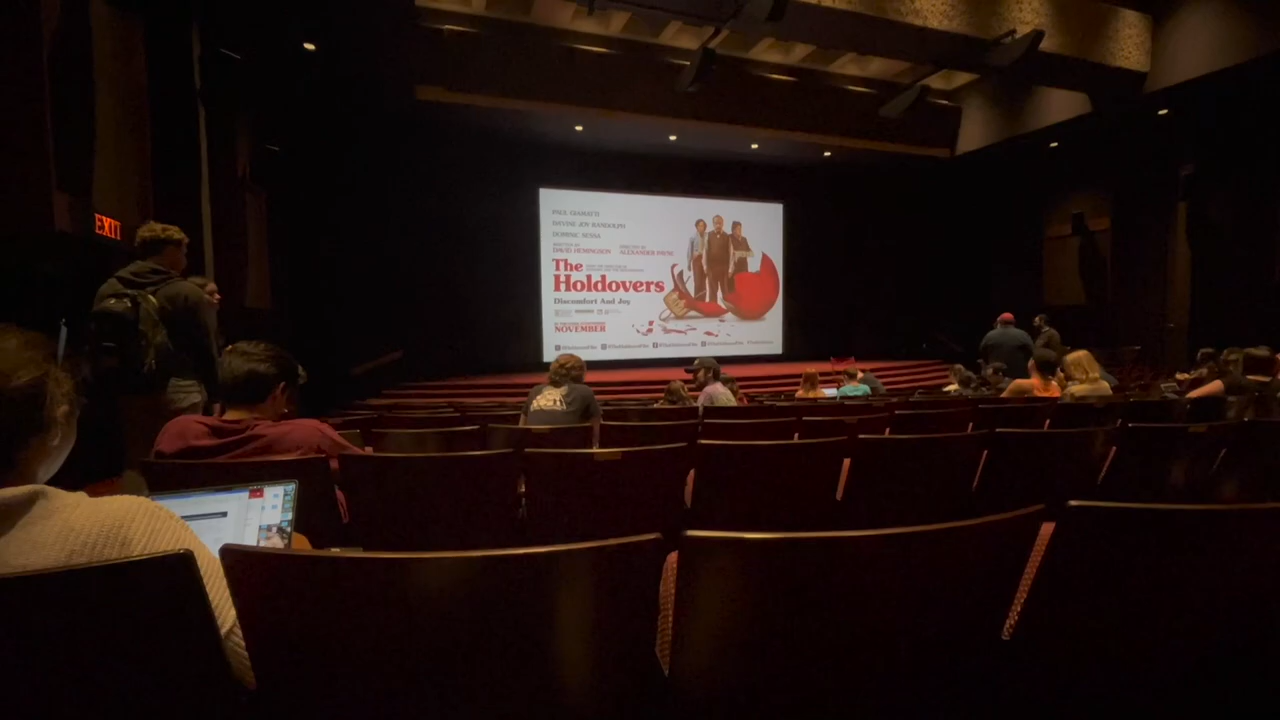 EXIT
PAUL GIAMATTI
DA'VINE JOY RANDOLPH
DOMINIC SESSA
WRITTEN BY
DAVID HEMINGSON
DIRECTED BY
ALEXANDER PAYNE
The
Holdovers
Discomfort And Joy.
NOVEMBER